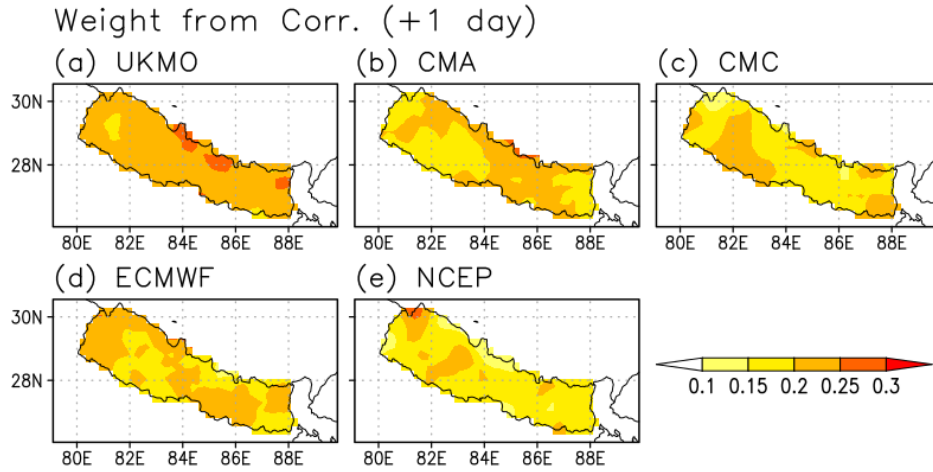 Weight from Corr. (+1 day)
(a) UKMO
(b) CMA
(c) CMC
30N
28N
80E 82E 84E 86E 88E
80E 82E 84E 86E 88E
80E 82E 84E 86E 88E
(d) ECMWF
(e) NCEP
30N
28N
0.1 0.15 0.2 0.25 0.3
80E 82E 84E 86E 88E
80E 82E 84E 86E 88E